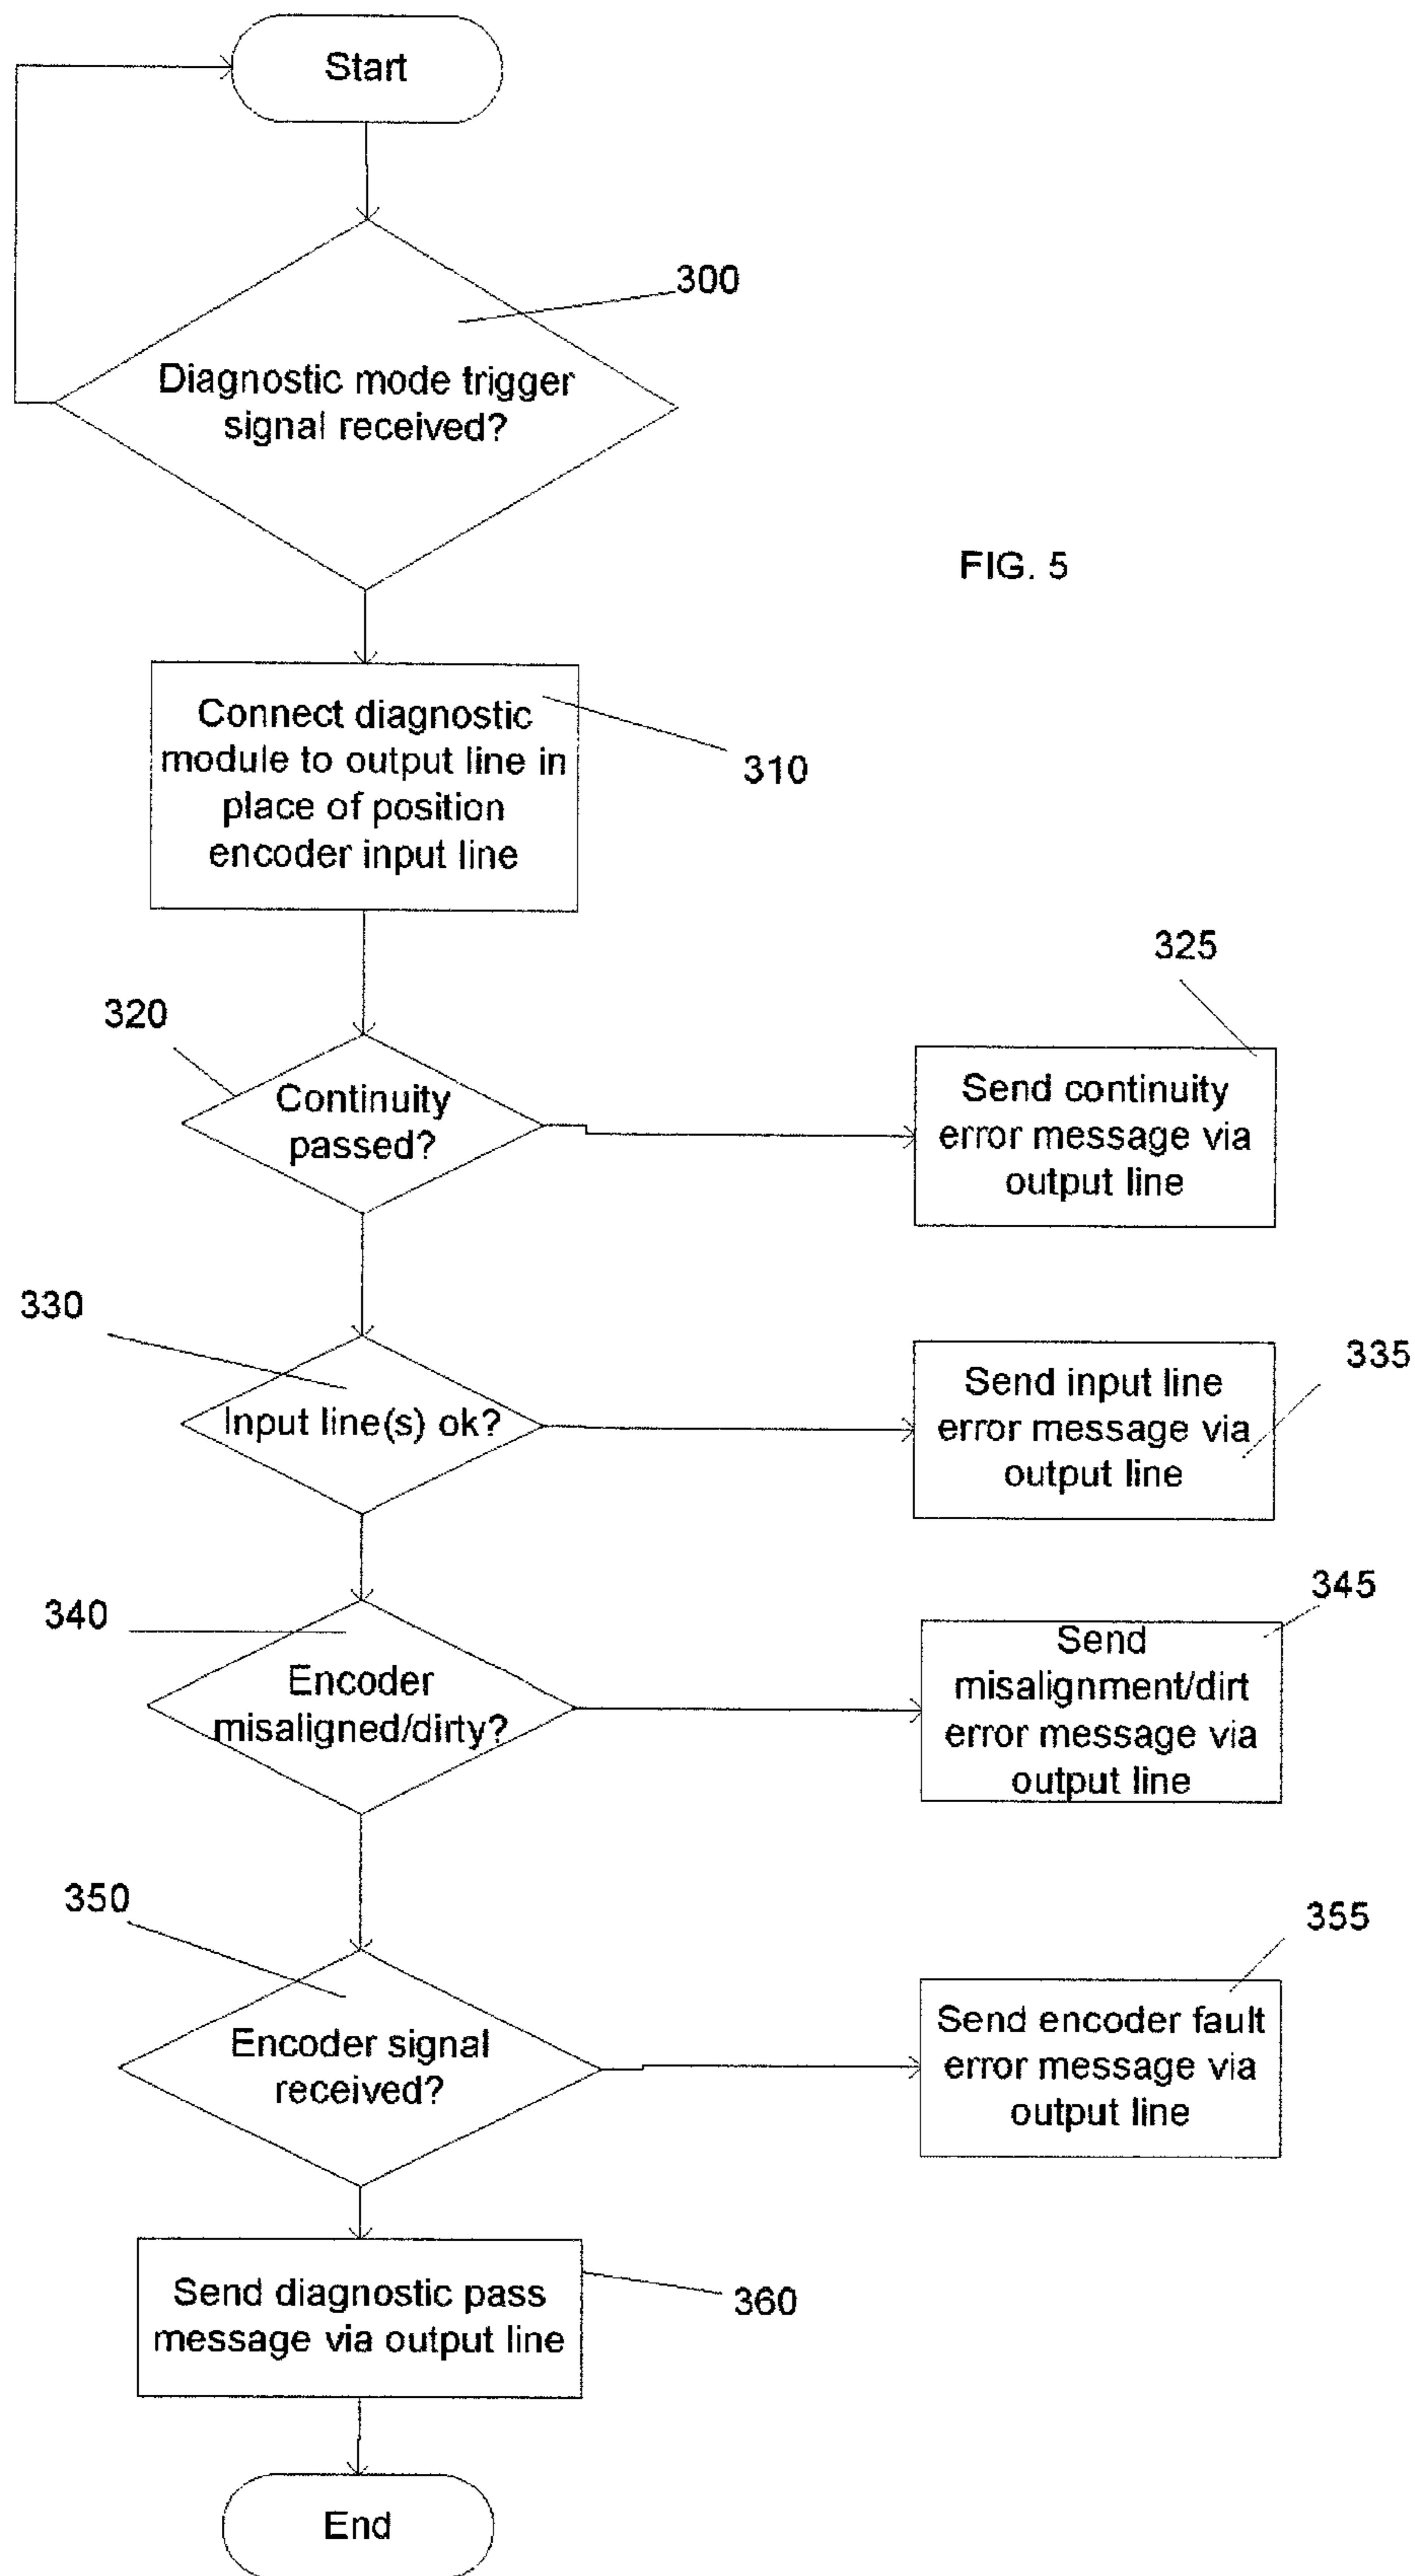 Start
300
Diagnostic mode trigger
signal received?
FIG. 5
Connect diagnostic
module to output line in
place of position
encoder input line
310
320
Continuity
passed?
325
Send continuity
error message via
output line
330
Input line(s) ok?
335
Send input line
error message via
output line
340
Encoder
misaligned/dirty?
345
Send
misalignment/dirt
error message via
output line
350
Encoder signal
received?
355
Send encoder fault
error message via
output line
Send diagnostic pass
message via output line
360
End